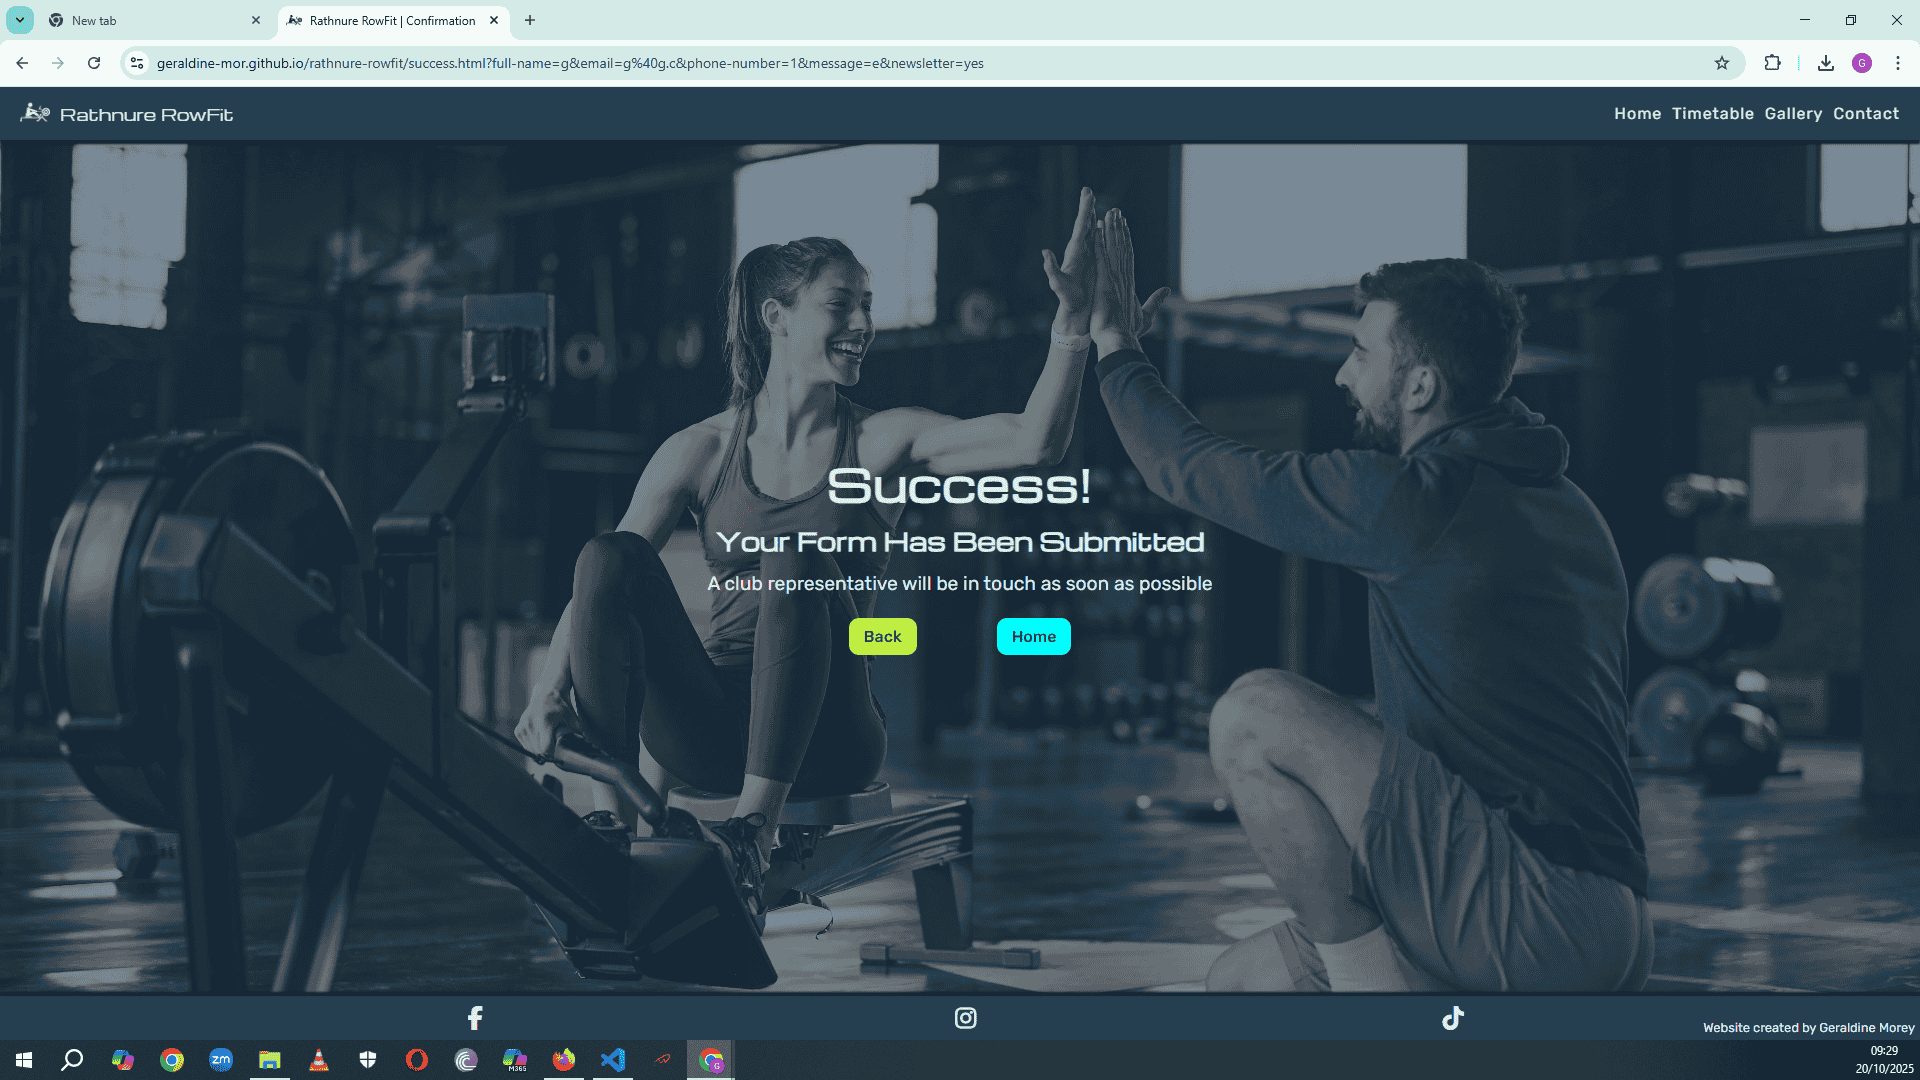 New tab
Rathnure RowFit | Confirmation
geraldine-mor.github.io/rathnure-rowfit/success.html?full-name=g&email=g%40g.c&phone-number=1&message=e&newsletter=yes
G
Rathnure RowFit
Home Timetable Gallery Contact
Success!
Your Form Has Been Submitted
A club representative will be in touch as soon as possible
Back Home
Website created by Geraldine Morey
zm
M365
G
09:29
20/10/2025